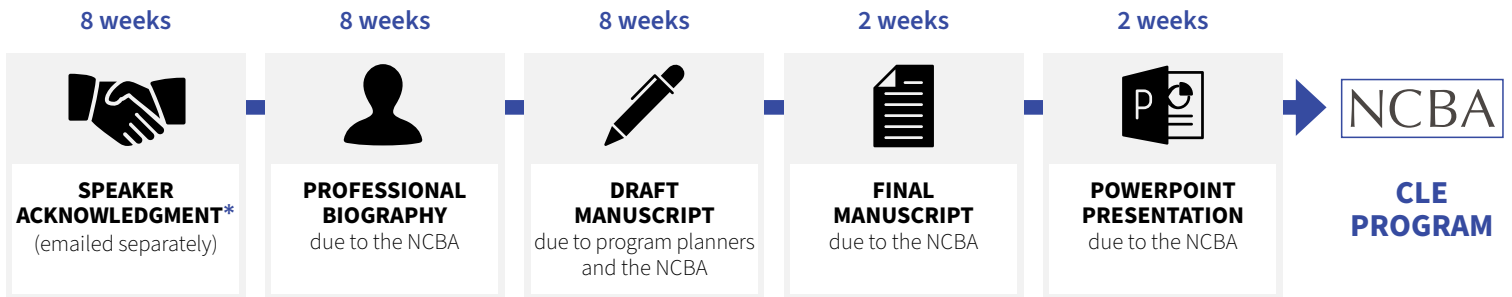 8 weeks
8 weeks
8 weeks
2 weeks
2 weeks
P
NCBA
SPEAKER
ACKNOWLEDGMENT*
(emailed separately)
PROFESSIONAL
BIOGRAPHY
due to the NCBA
DRAFT
MANUSCRIPT
due to program planners
and the NCBA
FINAL
MANUSCRIPT
due to the NCBA
POWERPOINT
PRESENTATION
due to the NCBA
CLE
PROGRAM